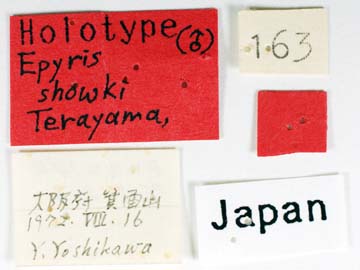 Holotype (♂)
Epyris
showki
Terayama,
163
大阪府 箕面山
1972. VIII. 16
Y. Yoshikawa
Japan